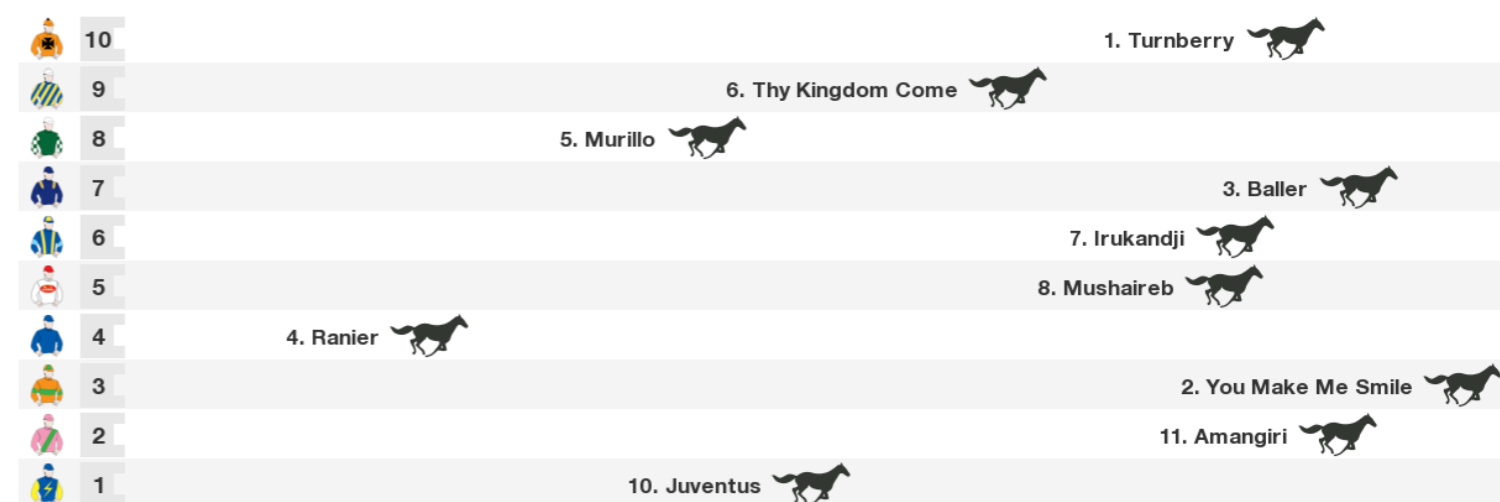 10 1. Turnberry
9 6. Thy Kingdom Come
8 5. Murillo
7 3. Baller
6 7. Irukandji
5 8. Mushaireb
4 4. Ranier
3 2. You Make Me Smile
2 11. Amangiri
1 10. Juventus